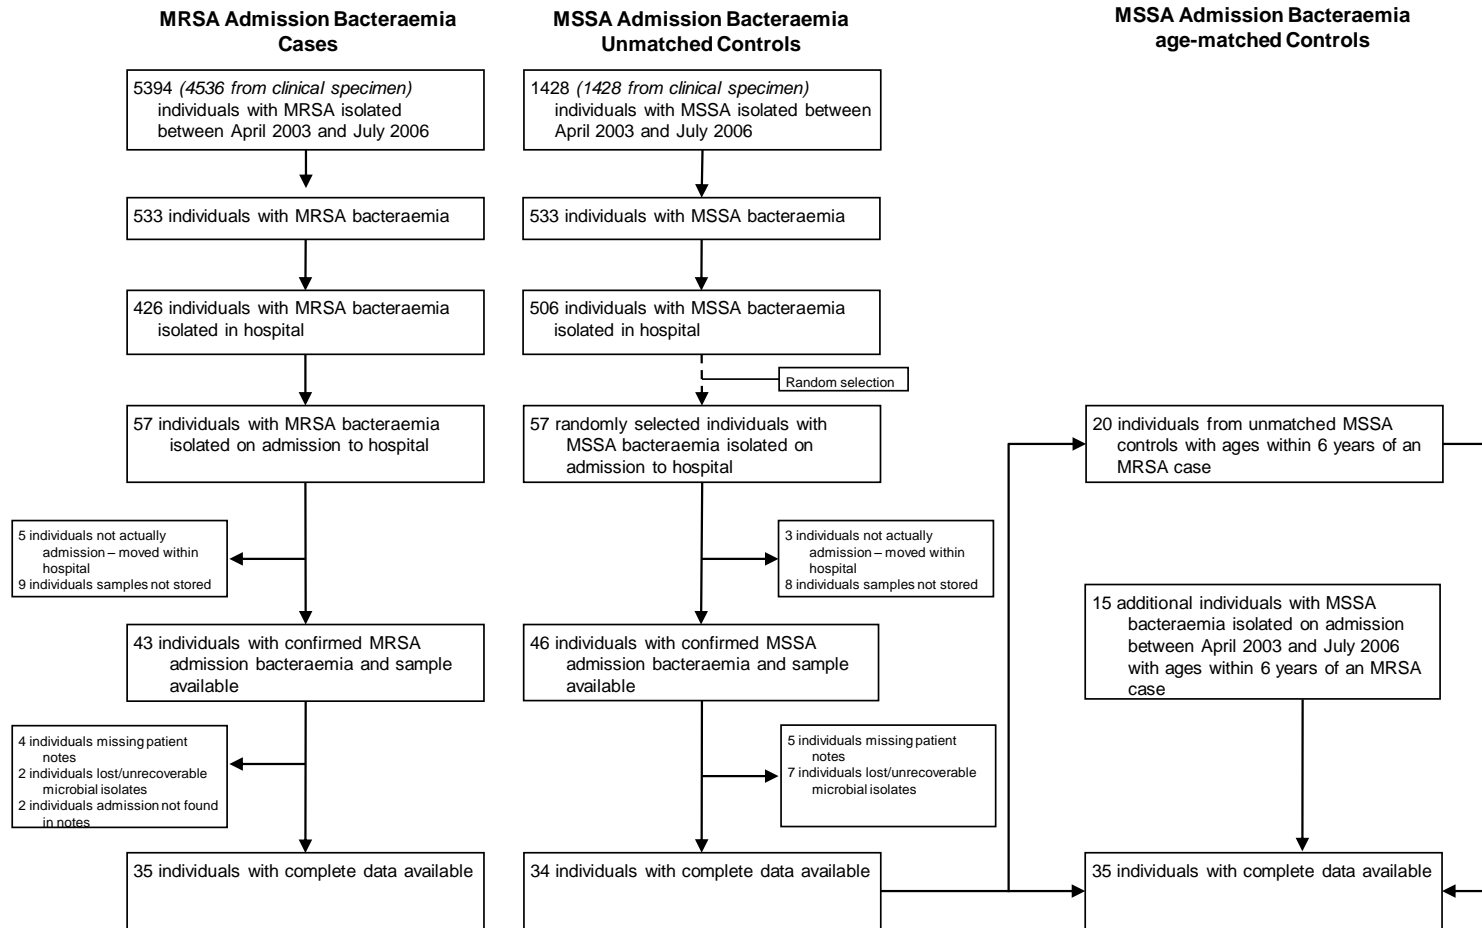 MRSA Admission Bacteraemia
Cases
5394 (4536 from clinical specimen)
individuals with MRSA isolated
between April 2003 and July 2006
533 individuals with MRSA bacteraemia
426 individuals with MRSA bacteraemia
isolated in hospital
57 individuals with MRSA bacteraemia
isolated on admission to hospital
5 individuals not actually
admission – moved within
hospital
9 individuals samples not stored
43 individuals with confirmed MRSA
admission bacteraemia and sample
available
4 individuals missing patient
notes
2 individuals lost/unrecoverable
microbial isolates
2 individuals admission not found
in notes
35 individuals with complete data available
MSSA Admission Bacteraemia
Unmatched Controls
1428 (1428 from clinical specimen)
individuals with MSSA isolated between
April 2003 and July 2006
533 individuals with MSSA bacteraemia
506 individuals with MSSA bacteraemia
isolated in hospital
Random selection
57 randomly selected individuals with
MSSA bacteraemia isolated on
admission to hospital
3 individuals not actually
admission – moved within
hospital
8 individuals samples not stored
46 individuals with confirmed MSSA
admission bacteraemia and sample
available
5 individuals missing patient
notes
7 individuals lost/unrecoverable
microbial isolates
34 individuals with complete data available
MSSA Admission Bacteraemia
age-matched Controls
20 individuals from unmatched MSSA
controls with ages within 6 years of an
MRSA case
15 additional individuals with MSSA
bacteraemia isolated on admission
between April 2003 and July 2006
with ages within 6 years of an MRSA
case
35 individuals with complete data available